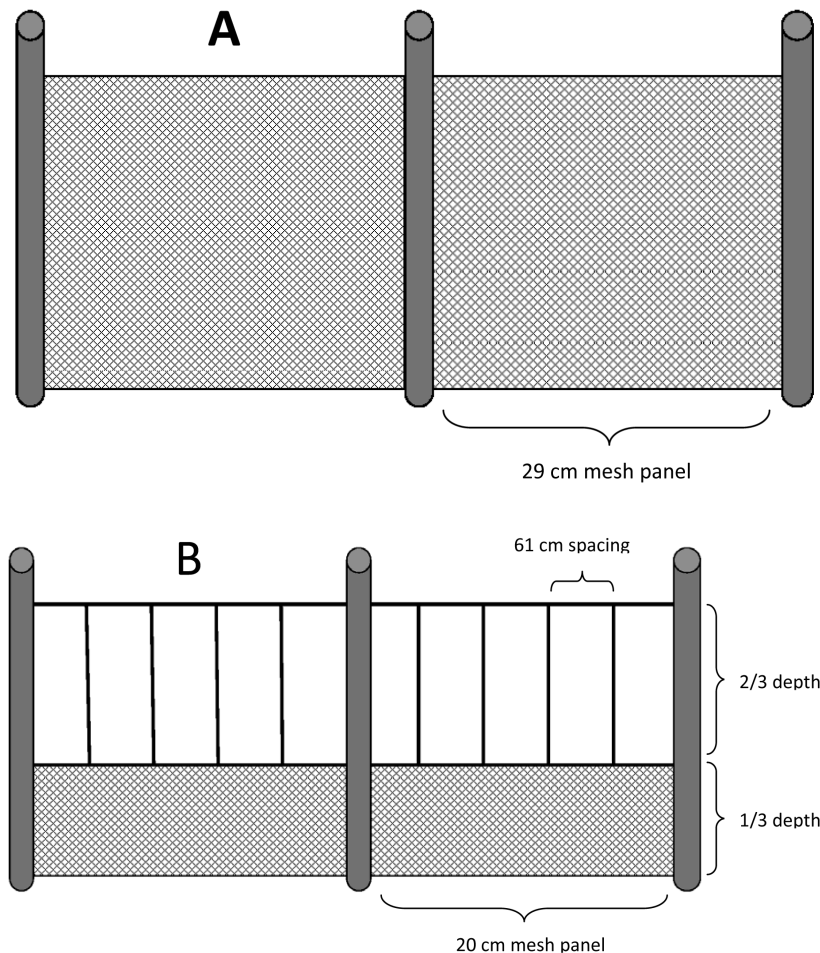 A
29 cm mesh panel
B
61 cm spacing
2/3 depth
1/3 depth
20 cm mesh panel